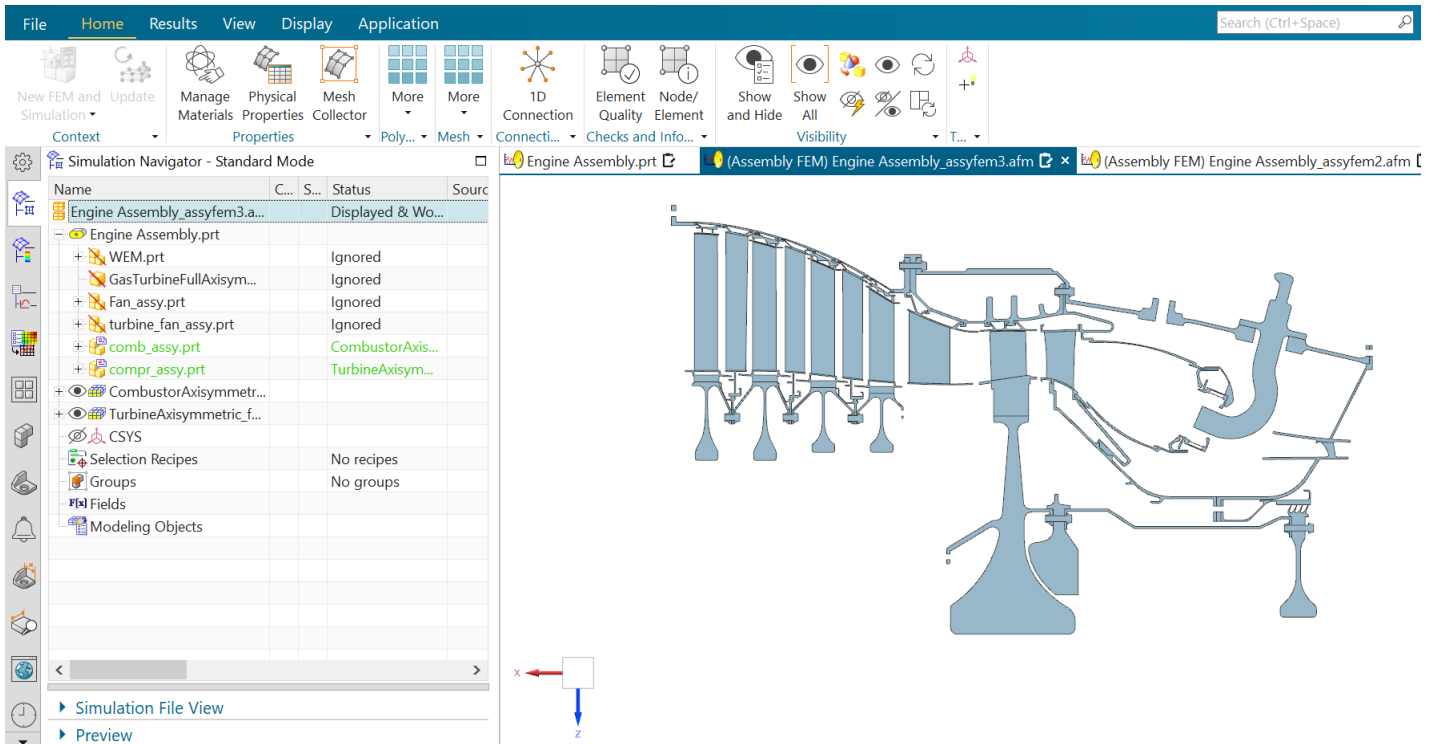 File Home Results View Display Application Search (Ctrl+Space)
New FEM and Simulation Update
Manage Materials Physical Properties Mesh Collector
More More
1D Connection
Element Quality Node/ Element
Show and Hide Show All
Context Properties Poly... Mesh Connecti... Checks and Info... Visibility T...
Simulation Navigator - Standard Mode
Engine Assembly.prt (Assembly FEM) Engine Assembly_assyfem3.afm (Assembly FEM) Engine Assembly_assyfem2.afm
Name C... S... Status Sourc
Engine Assembly_assyfem3.a... Displayed & Wo...
Engine Assembly.prt
WEM.prt Ignored
GasTurbineFullAxisym... Ignored
Fan_assy.prt Ignored
turbine_fan_assy.prt Ignored
comb_assy.prt CombustorAxis...
compr_assy.prt TurbineAxisym...
CombustorAxisymmetr...
TurbineAxisymmetric_f...
CSYS
Selection Recipes No recipes
Groups No groups
F[x] Fields
Modeling Objects
Simulation File View
Preview
X
Z